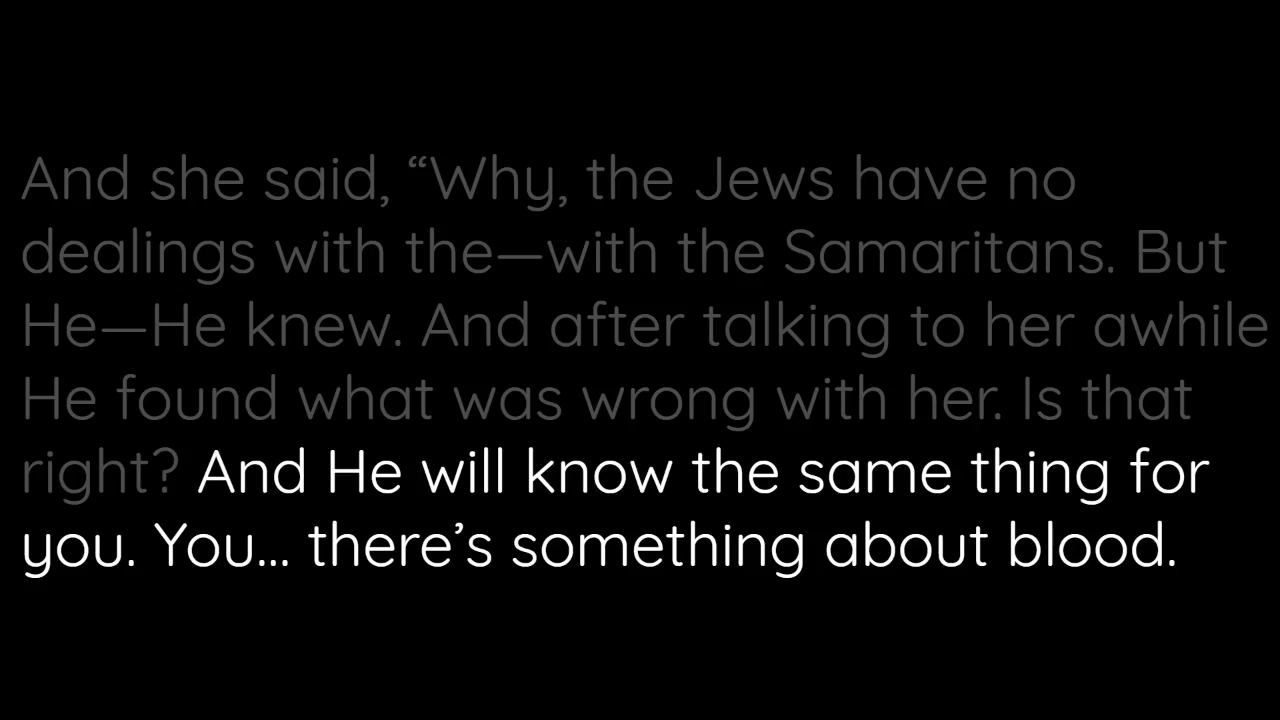 And she said, “Why, the Jews have no
dealings with the—with the Samaritans. But
He—He knew. And after talking to her awhile
He found what was wrong with her. Is that
right? And He will know the same thing for
you. You... there’s something about blood.